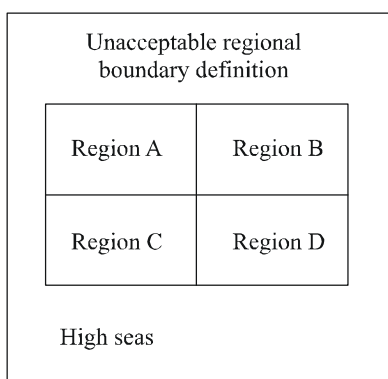 Unacceptable regional
boundary definition
Region A
Region B
Region C
Region D
High seas